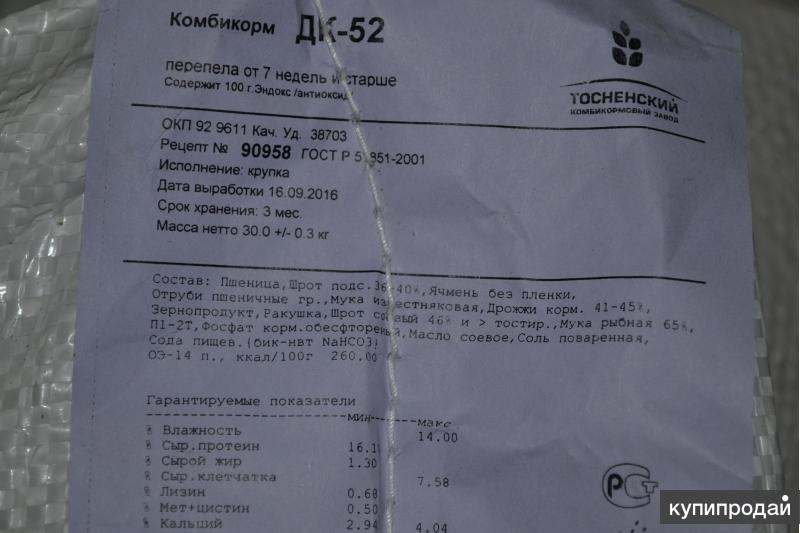 Комбикорм ДК-52
перепела от 7 недель и старше
Содержит 100 г.Эндокс /антиоксид
ТОСНЕНСКИЙ
КОМБИКОРМОВЫЙ ЗАВОД
ОКП 92 9611 Кач. Уд. 38703
Рецепт № 90958 ГОСТ Р 51851-2001
Исполнение: крупка
Дата выработки 16.09.2016
Срок хранения: 3 мес.
Масса нетто 30.0 +/- 0.3 кг
Состав: Пшеница,Шрот подс.36-40%,Ячмень без пленки,
Отруби пшеничные гр.,Мука известняковая,Дрожжи корм. 41-45%,
Зернопродукт,Ракушка,Шрот соевый 46% и > тостир.,Мука рыбная 65%,
П1-2Т,Фосфат корм.обесфторенный,Масло соевое,Соль поваренная,
Сода пищев.(бик-нвт NaHCO3)
ОЭ-14 п., ккал/100г 260.00
Гарантируемые показатели
мин макс
% Влажность 14.00
% Сыр.протеин 16.1
% Сырой жир 1.30
% Сыр.клетчатка 7.58
% Лизин 0.68
% Мет+цистин 0.50
% Кальций 2.94 4.04
РСТ
купипродай